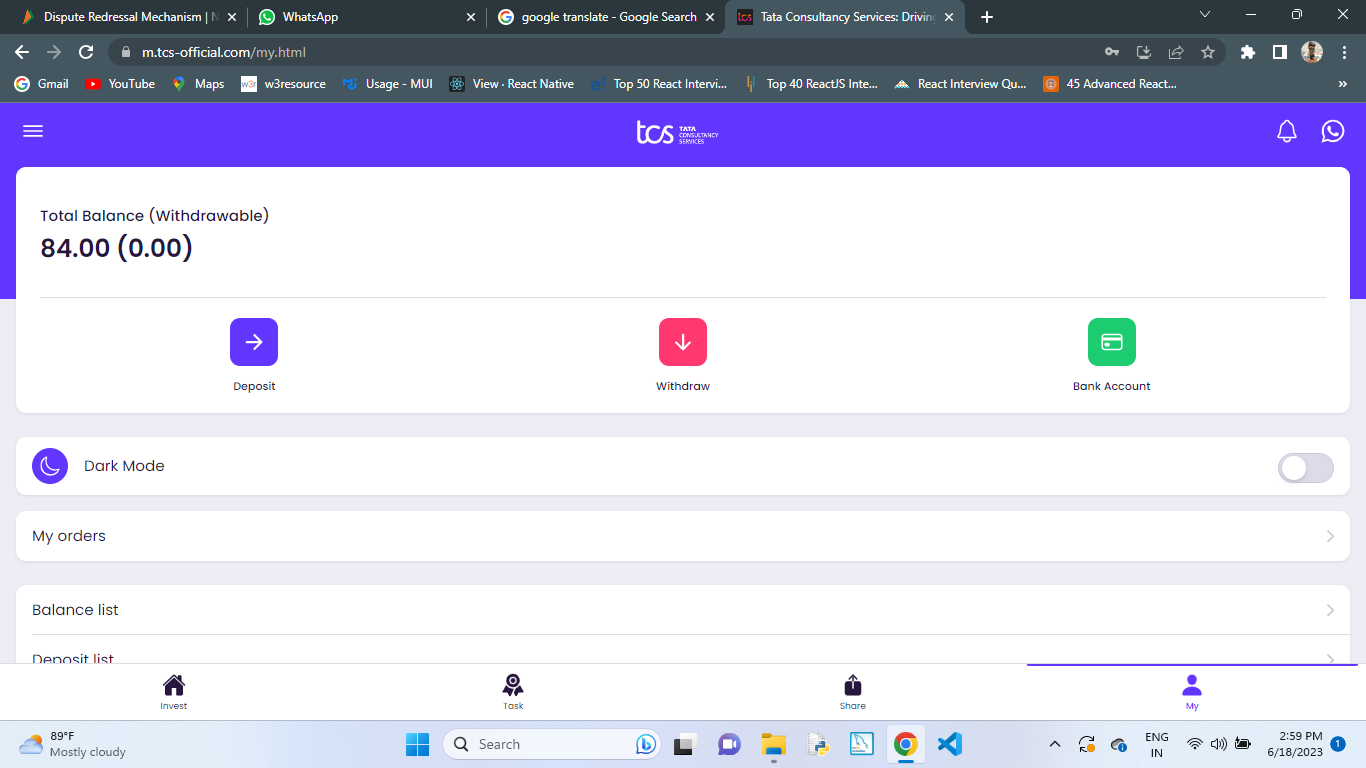 Dispute Redressal Mechanism | N
WhatsApp
google translate - Google Search
tcs
Tata Consultancy Services: Driving
m.tcs-official.com/my.html
Gmail
YouTube
Maps
w3r
w3resource
Usage - MUI
View · React Native
e!
Top 50 React Intervi...
Top 40 ReactJS Inte...
React Interview Qu...
45 Advanced React...
»
tcs
TATA
CONSULTANCY
SERVICES
Total Balance (Withdrawable)
84.00 (0.00)
Deposit
Withdraw
Bank Account
Dark Mode
My orders
Balance list
Deposit list
Invest
Task
Share
My
89°F
Mostly cloudy
Search
ENG
IN
2:59 PM
6/18/2023
1